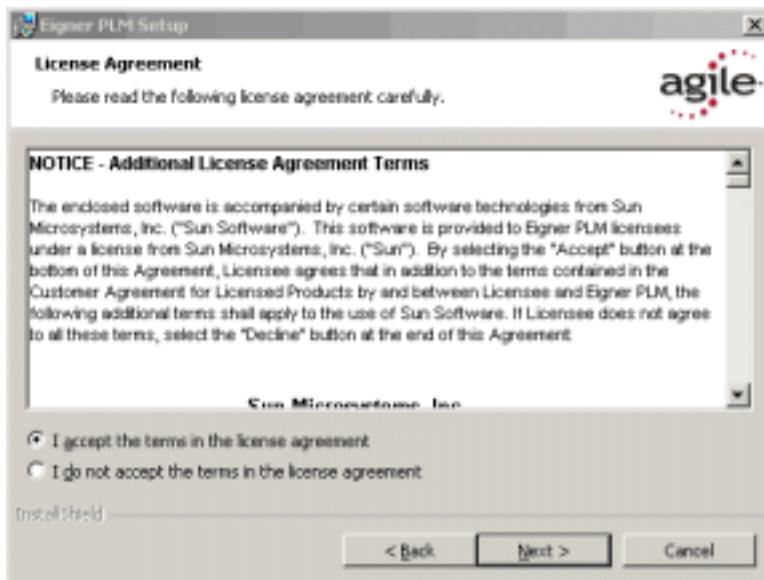 Eigner PLM Setup
License Agreement
Please read the following license agreement carefully.
agile
NOTICE - Additional License Agreement Terms
The enclosed software is accompanied by certain software technologies from Sun
Microsystems, Inc. ("Sun Software"). This software is provided to Eigner PLM licensees
under a license from Sun Microsystems, Inc. ("Sun"). By selecting the "Accept" button at the
bottom of this Agreement, Licensee agrees that in addition to the terms contained in the
Customer Agreement for Licensed Products by and between Licensee and Eigner PLM, the
following additional terms shall apply to the use of Sun Software. If Licensee does not agree
to all these terms, select the "Decline" button at the end of this Agreement
Sun Microsystems, Inc.
I accept the terms in the license agreement
I do not accept the terms in the license agreement
InstallShield
< Back
Next >
Cancel